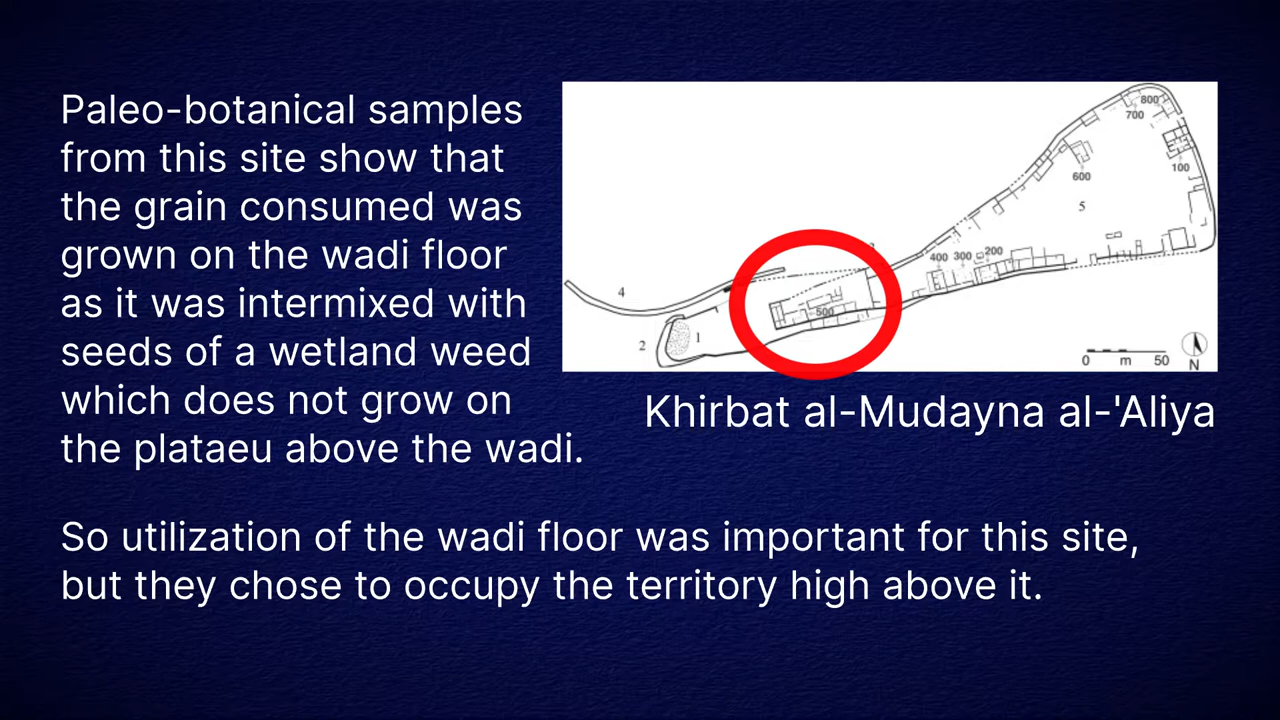 Paleo-botanical samples
from this site show that
the grain consumed was
grown on the wadi floor
as it was intermixed with
seeds of a wetland weed
which does not grow on
the plataeu above the wadi.
800
700
100
600
5
400 300 200
4
500
1
2
0 m 50
N
Khirbat al-Mudayna al-'Aliya
So utilization of the wadi floor was important for this site,
but they chose to occupy the territory high above it.